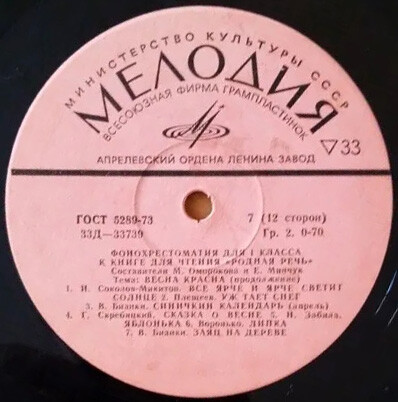 МИНИСТЕРСТВО КУЛЬТУРЫ СССР
МЕЛОДИЯ
ВСЕСОЮЗНАЯ ФИРМА ГРАМПЛАСТИНОК
33
АПРЕЛЕВСКИЙ ОРДЕНА ЛЕНИНА ЗАВОД
ГОСТ 5289-73 7 (12 сторон)
33Д—33739 Гр. 2. 0-70
ФОНОХРЕСТОМАТИЯ ДЛЯ 1 КЛАССА
К КНИГЕ ДЛЯ ЧТЕНИЯ «РОДНАЯ РЕЧЬ»
Составители М. Оморокова и Е. Минчук
Тема: ВЕСНА КРАСНА (продолжение)
1. И. Соколов-Микитов. ВСЕ ЯРЧЕ И ЯРЧЕ СВЕТИТ
СОЛНЦЕ 2. Плещеев. УЖ ТАЕТ СНЕГ
3. В. Бианки. СИНИЧКИН КАЛЕНДАРЬ (апрель)
4. Г. Скребицкий. СКАЗКА О ВЕСНЕ 5. Н. Забила.
ЯБЛОНЬКА 6. Воронько. ЛИПКА
7. В. Бианки. ЗАЯЦ НА ДЕРЕВЕ